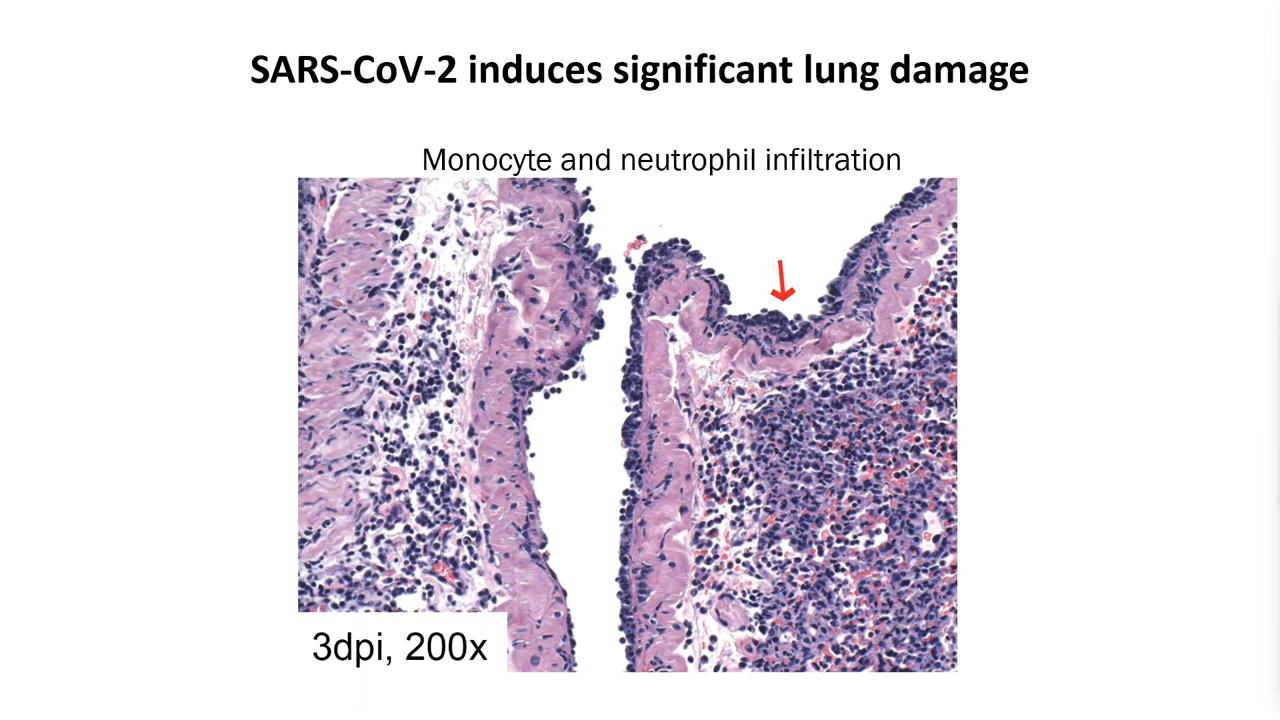 SARS-CoV-2 induces significant lung damage
Monocyte and neutrophil infiltration
3dpi, 200x